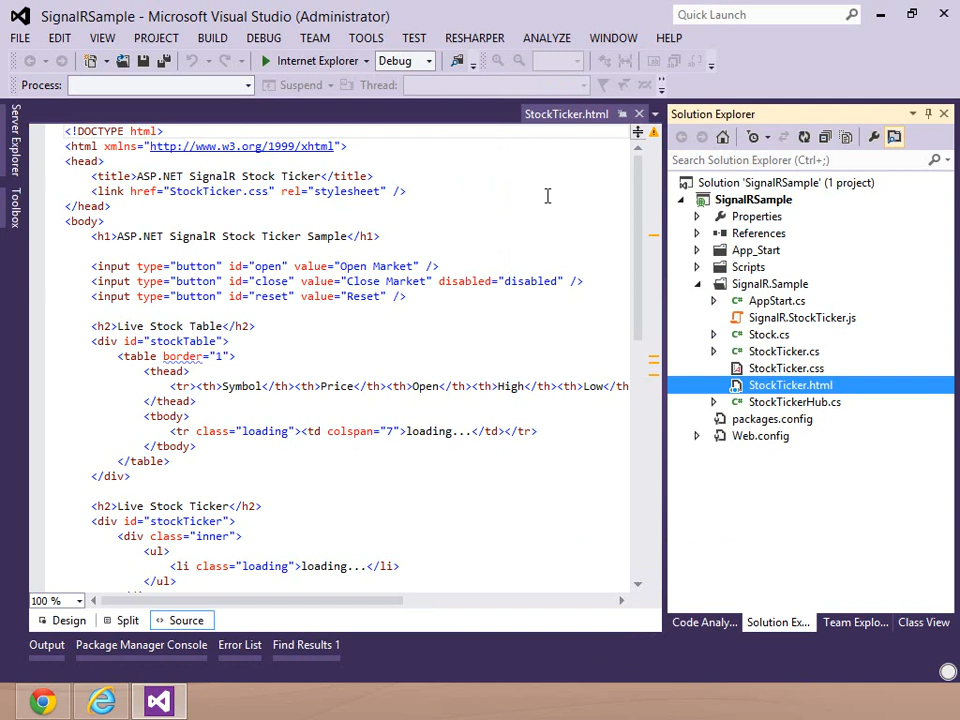 SignalRSample - Microsoft Visual Studio (Administrator)
Quick Launch
FILE EDIT VIEW PROJECT BUILD DEBUG TEAM TOOLS TEST RESHARPER ANALYZE WINDOW HELP
Internet Explorer Debug
Process: Suspend Thread:
Server Explorer
Toolbox
StockTicker.html
<!DOCTYPE html>
<html xmlns="http://www.w3.org/1999/xhtml">
<head>
<title>ASP.NET SignalR Stock Ticker</title>
<link href="StockTicker.css" rel="stylesheet" />
</head>
<body>
<h1>ASP.NET SignalR Stock Ticker Sample</h1>
<input type="button" id="open" value="Open Market" />
<input type="button" id="close" value="Close Market" disabled="disabled" />
<input type="button" id="reset" value="Reset" />
<h2>Live Stock Table</h2>
<div id="stockTable">
<table border="1">
<thead>
<tr><th>Symbol</th><th>Price</th><th>Open</th><th>High</th><th>Low</th
</thead>
<tbody>
<tr class="loading"><td colspan="7">loading...</td></tr>
</tbody>
</table>
</div>
<h2>Live Stock Ticker</h2>
<div id="stockTicker">
<div class="inner">
<ul>
<li class="loading">loading...</li>
</ul>
100 %
Design Split Source
Solution Explorer
Search Solution Explorer (Ctrl+;)
Solution 'SignalRSample' (1 project)
SignalRSample
Properties
References
App_Start
Scripts
SignalR.Sample
AppStart.cs
SignalR.StockTicker.js
Stock.cs
StockTicker.cs
StockTicker.css
StockTicker.html
StockTickerHub.cs
packages.config
Web.config
Code Analy... Solution Ex... Team Explo... Class View
Output Package Manager Console Error List Find Results 1